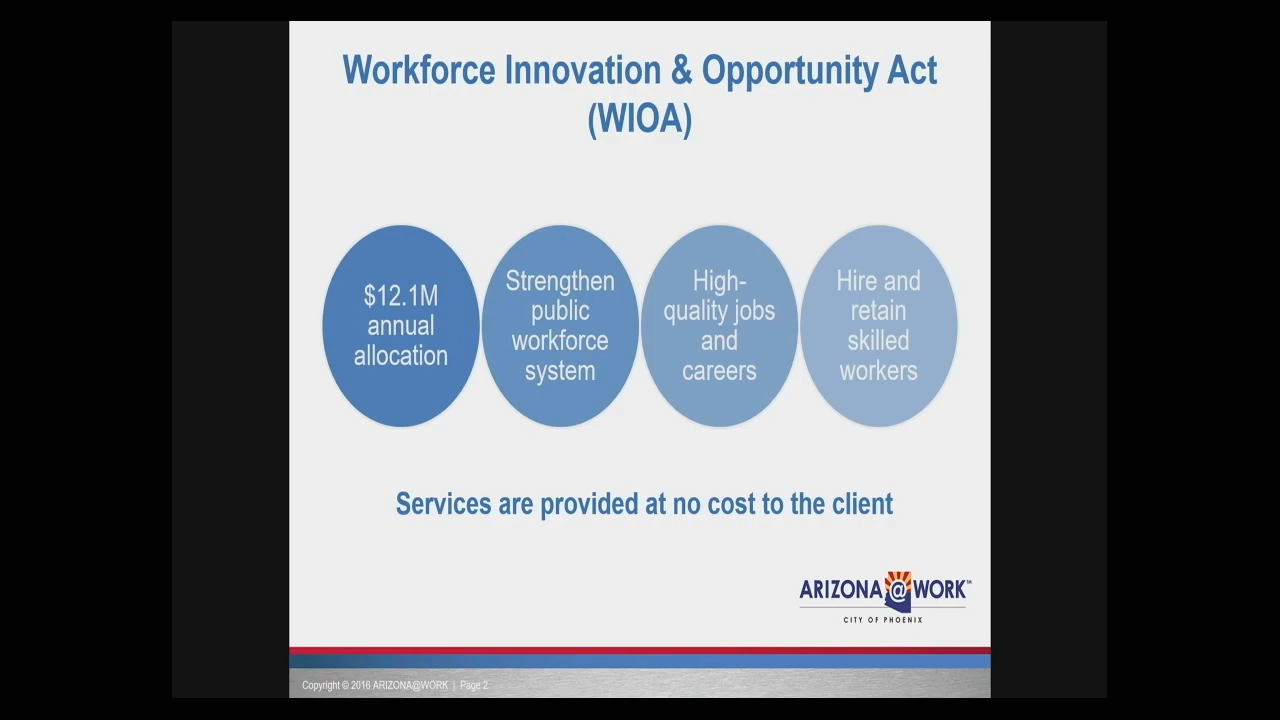 Workforce Innovation & Opportunity Act
(WIOA)
$12.1M
annual
allocation
Strengthen
public
workforce
system
High-
quality jobs
and
careers
Hire and
retain
skilled
workers
Services are provided at no cost to the client
ARIZONA@WORK™
CITY OF PHOENIX
Copyright © 2016 ARIZONA@WORK | Page 2